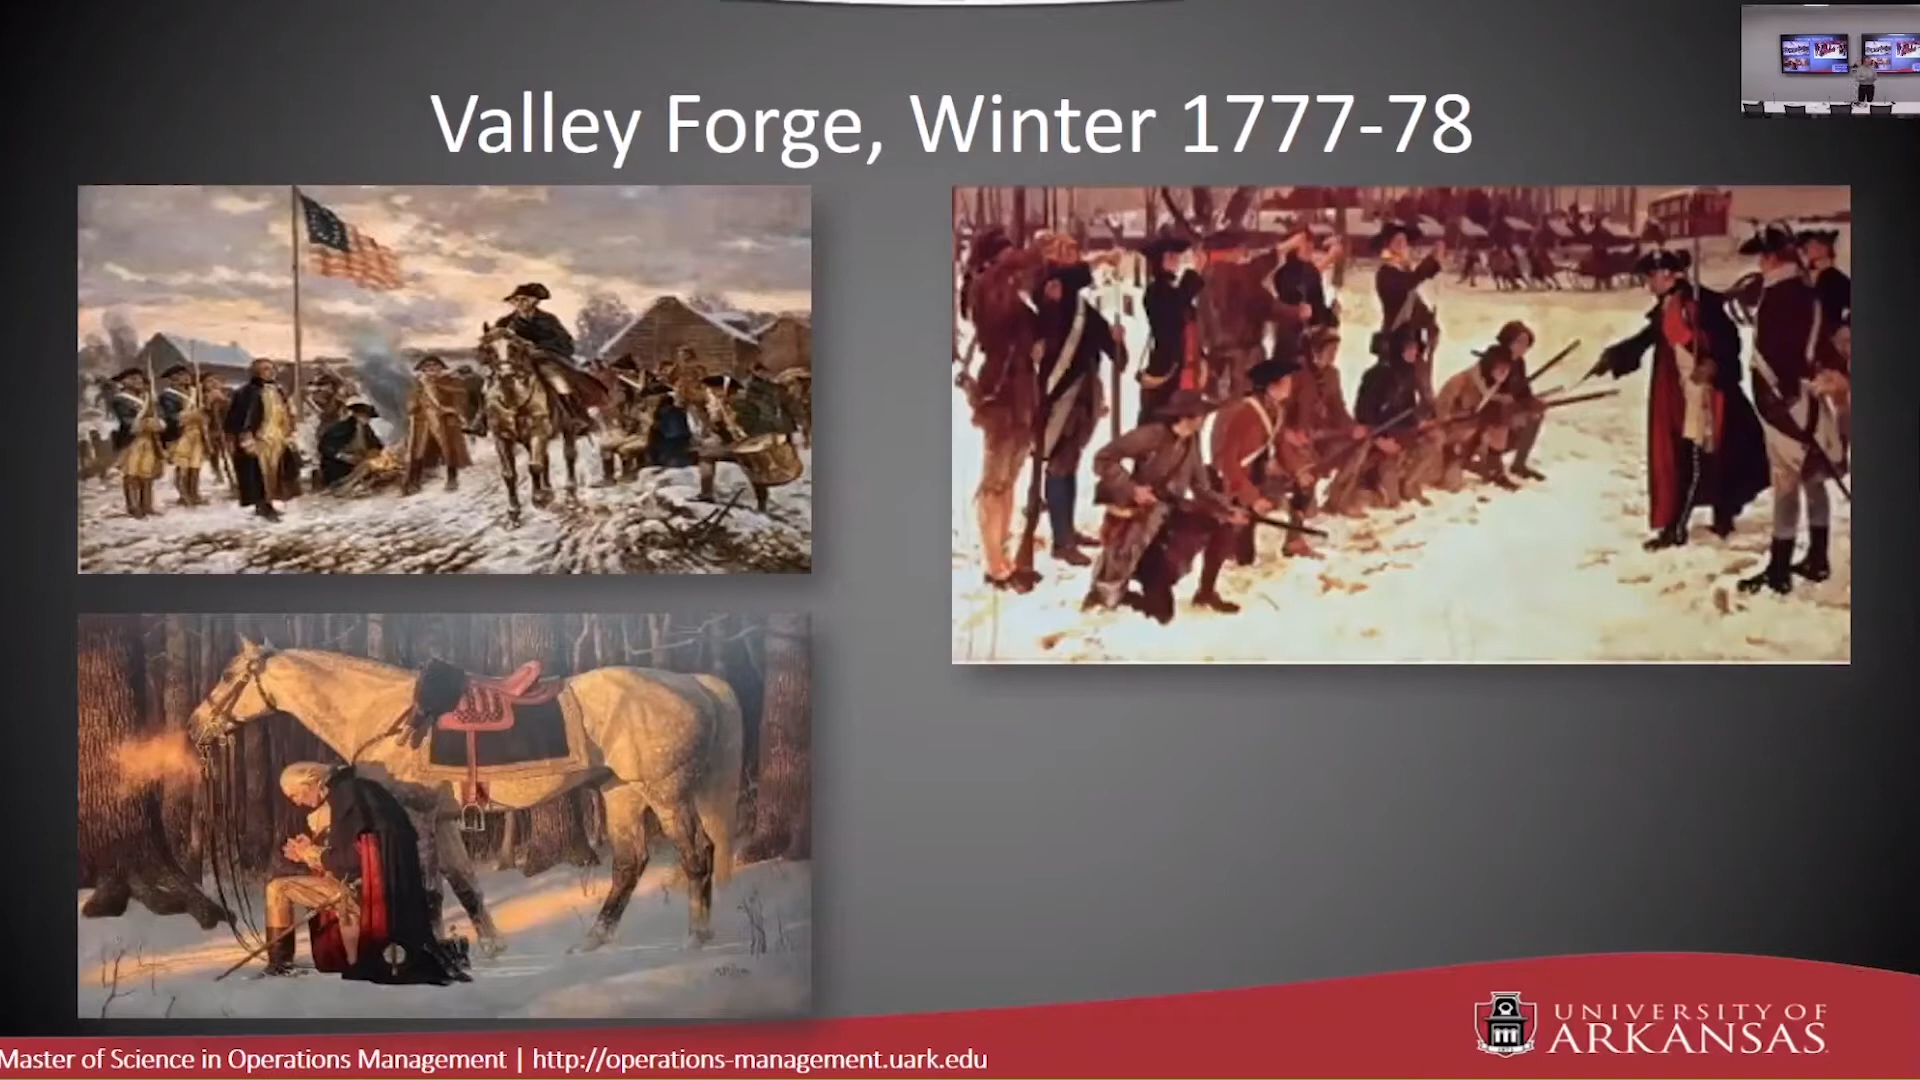 Valley Forge, Winter 1777-78
Master of Science in Operations Management | http://operations-management.uark.edu
UNIVERSITY OF
ARKANSAS